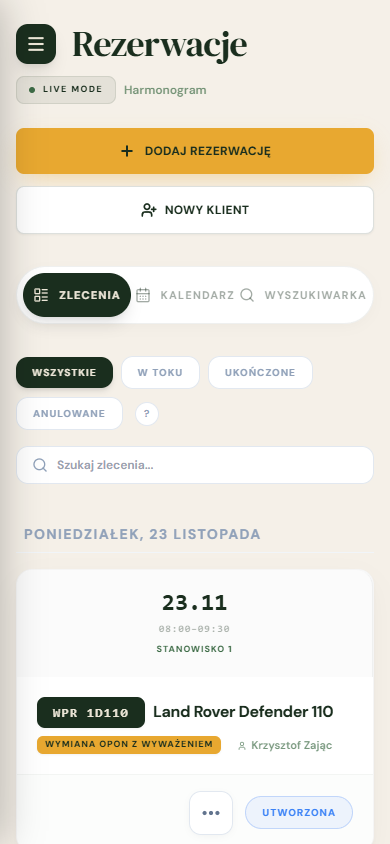 Rezerwacje
LIVE MODE Harmonogram
DODAJ REZERWACJĘ
NOWY KLIENT
ZLECENIA KALENDARZ WYSZUKIWARKA
WSZYSTKIE W TOKU UKOŃCZONE
ANULOWANE ?
Szukaj zlecenia...
PONIEDZIAŁEK, 23 LISTOPADA
23.11
08:00-09:30
STANOWISKO 1
WPR 1D110 Land Rover Defender 110
WYMIANA OPON Z WYWAŻENIEM Krzysztof Zając
UTWORZONA